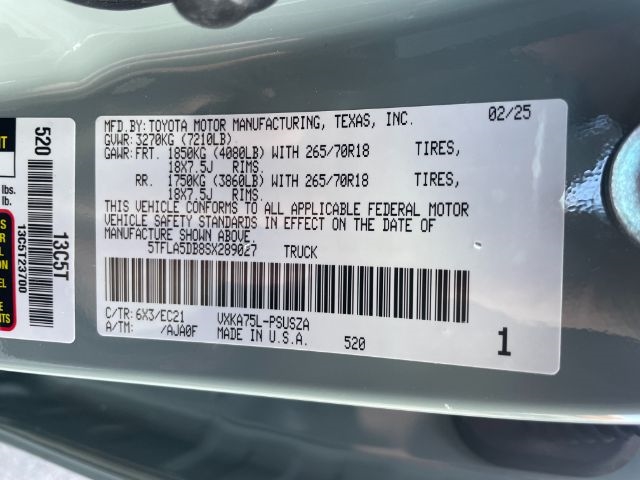 MFD.BY:TOYOTA MOTOR MANUFACTURING, TEXAS, INC. 02/25
GVWR:3270KG (7210LB)
GAWR:FRT. 1850KG (4080LB) WITH 265/70R18 TIRES,
18X7.5J RIMS.
RR. 1750KG (3860LB) WITH 265/70R18 TIRES,
18X7.5J RIMS.
THIS VEHICLE CONFORMS TO ALL APPLICABLE FEDERAL MOTOR
VEHICLE SAFETY STANDARDS IN EFFECT ON THE DATE OF
MANUFACTURE SHOWN ABOVE.
5TFLA5DB8SX289027 TRUCK
C/TR:6X3/EC21 VXKA75L-PSUSZA
A/TM: /AJA0F MADE IN U.S.A. 520 1
520 13C5T
13C5T23700
lbs.
lb.